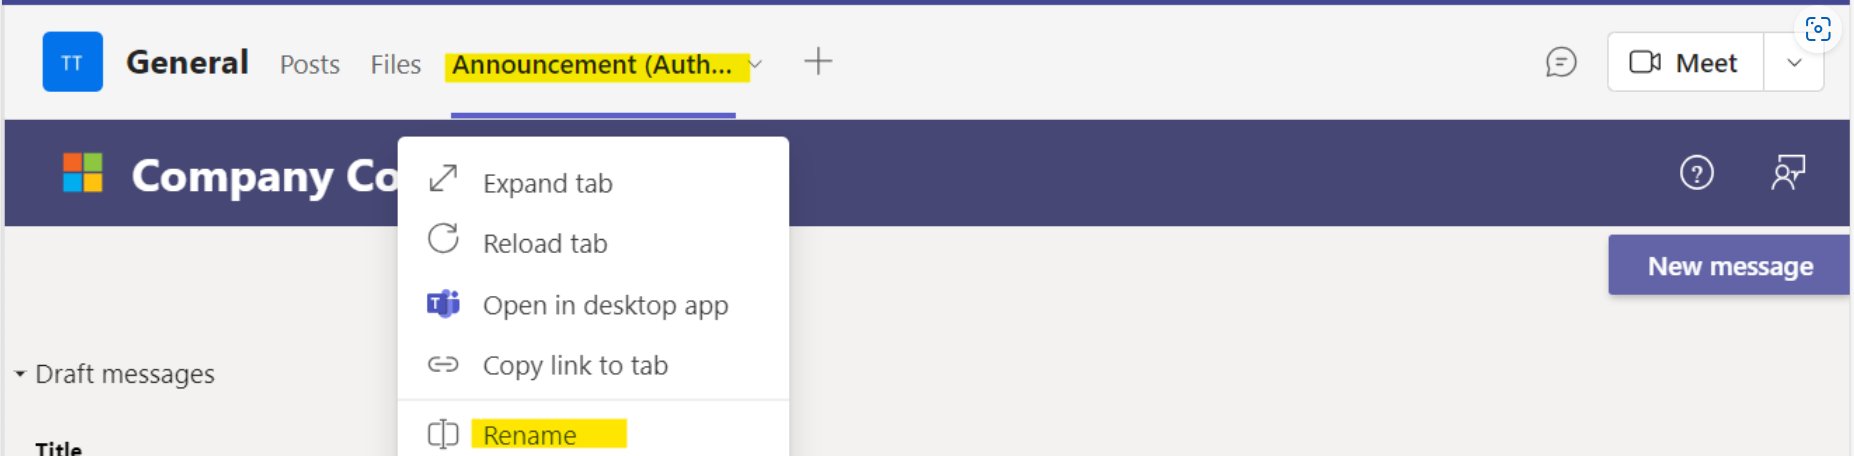 TT General Posts Files Announcement (Auth... Meet
Company Co
Expand tab
Reload tab
New message
Open in desktop app
Copy link to tab
Draft messages
Rename
Title